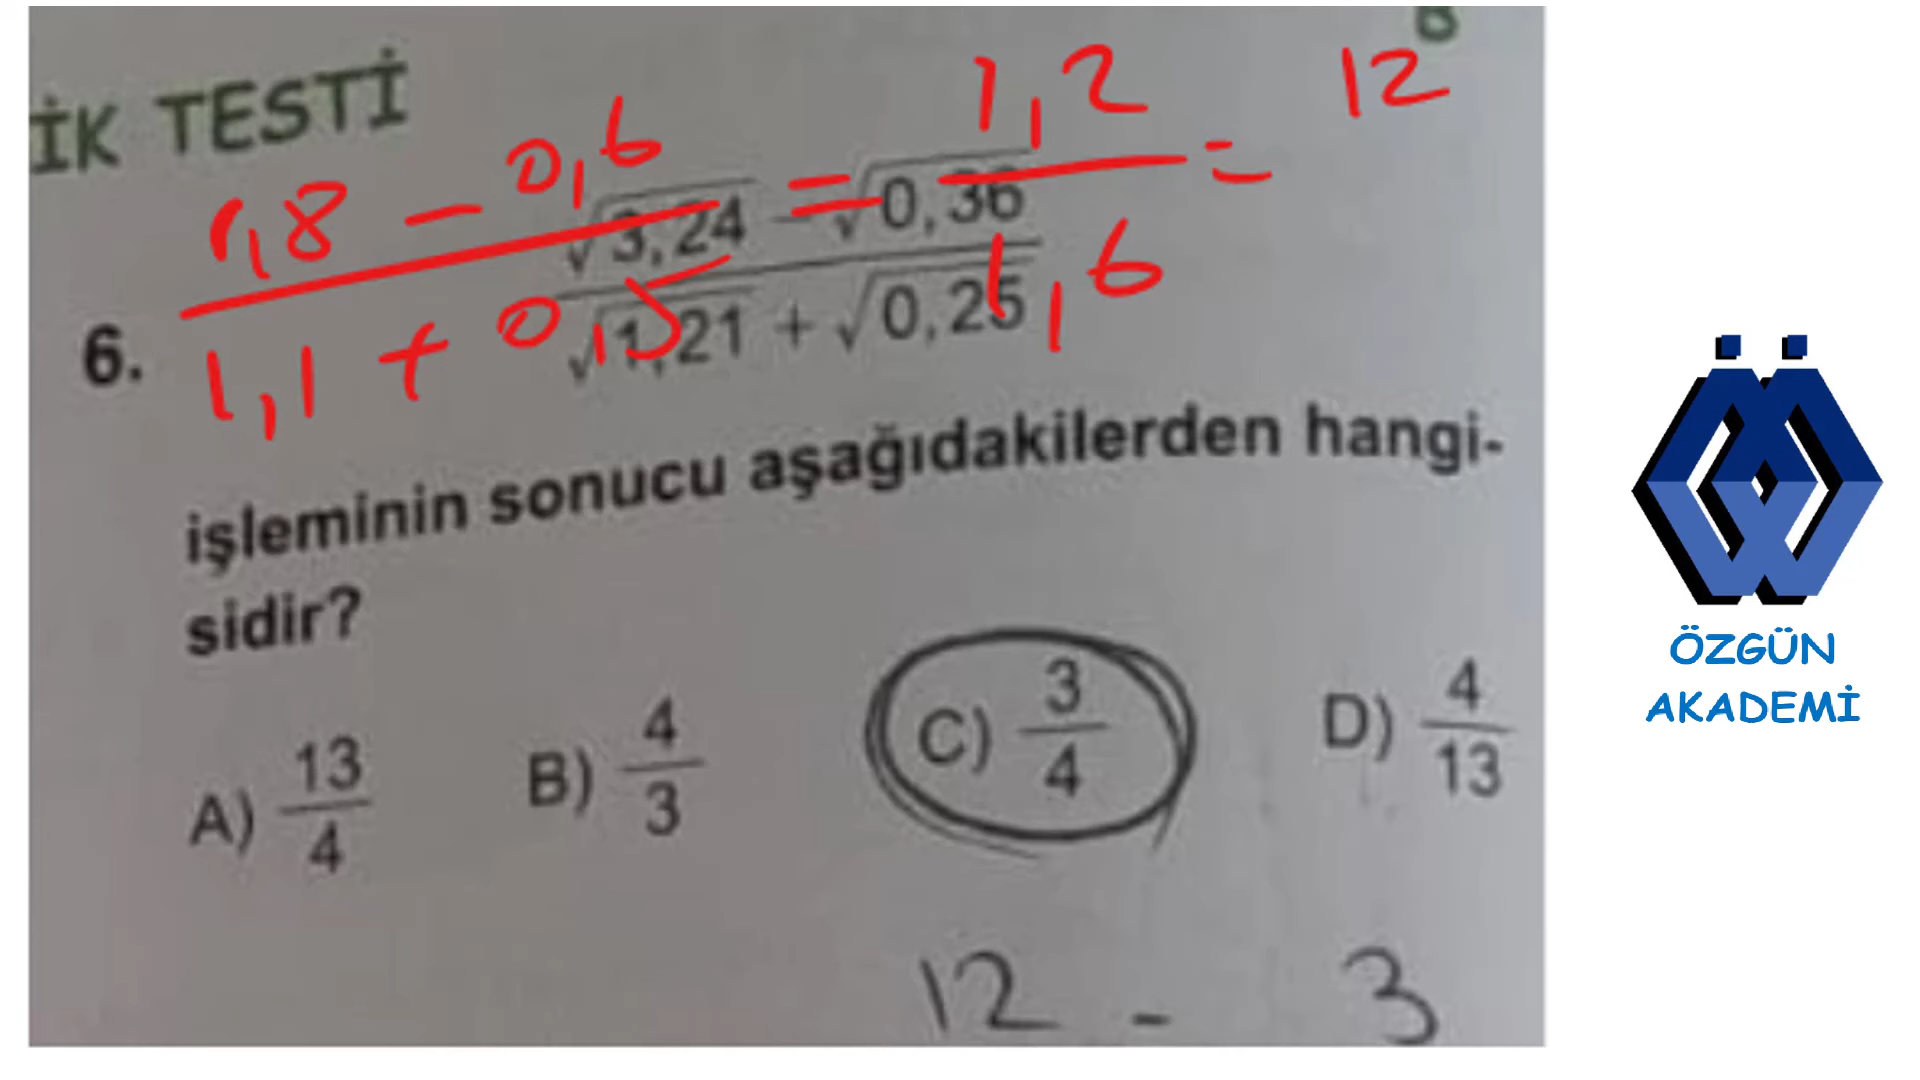 İK TESTİ
1,8 - 0,6 = 1,2 = 12
1,1 + 0,5 1,6
6.
√3,24 - √0,36
√1,21 + √0,25
işleminin sonucu aşağıdakilerden hangi-
sidir?
A) 13/4 B) 4/3 C) 3/4 D) 4/13
12 - 3
ÖZGÜN
AKADEMİ